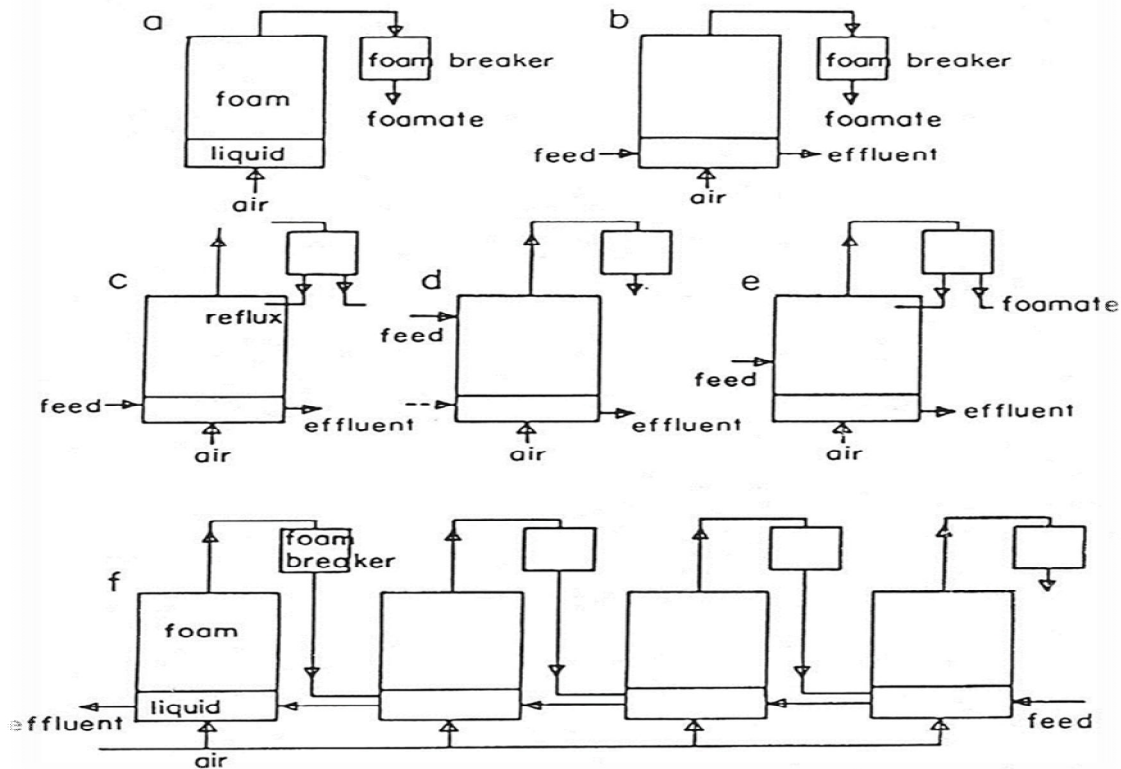 a
foam breaker
foam
foamate
liquid
air
b
foam breaker
foamate
feed
effluent
air
c
reflux
feed
effluent
air
d
feed
effluent
air
e
foamate
feed
effluent
air
f
foam
breaker
foam
liquid
effluent
feed
air